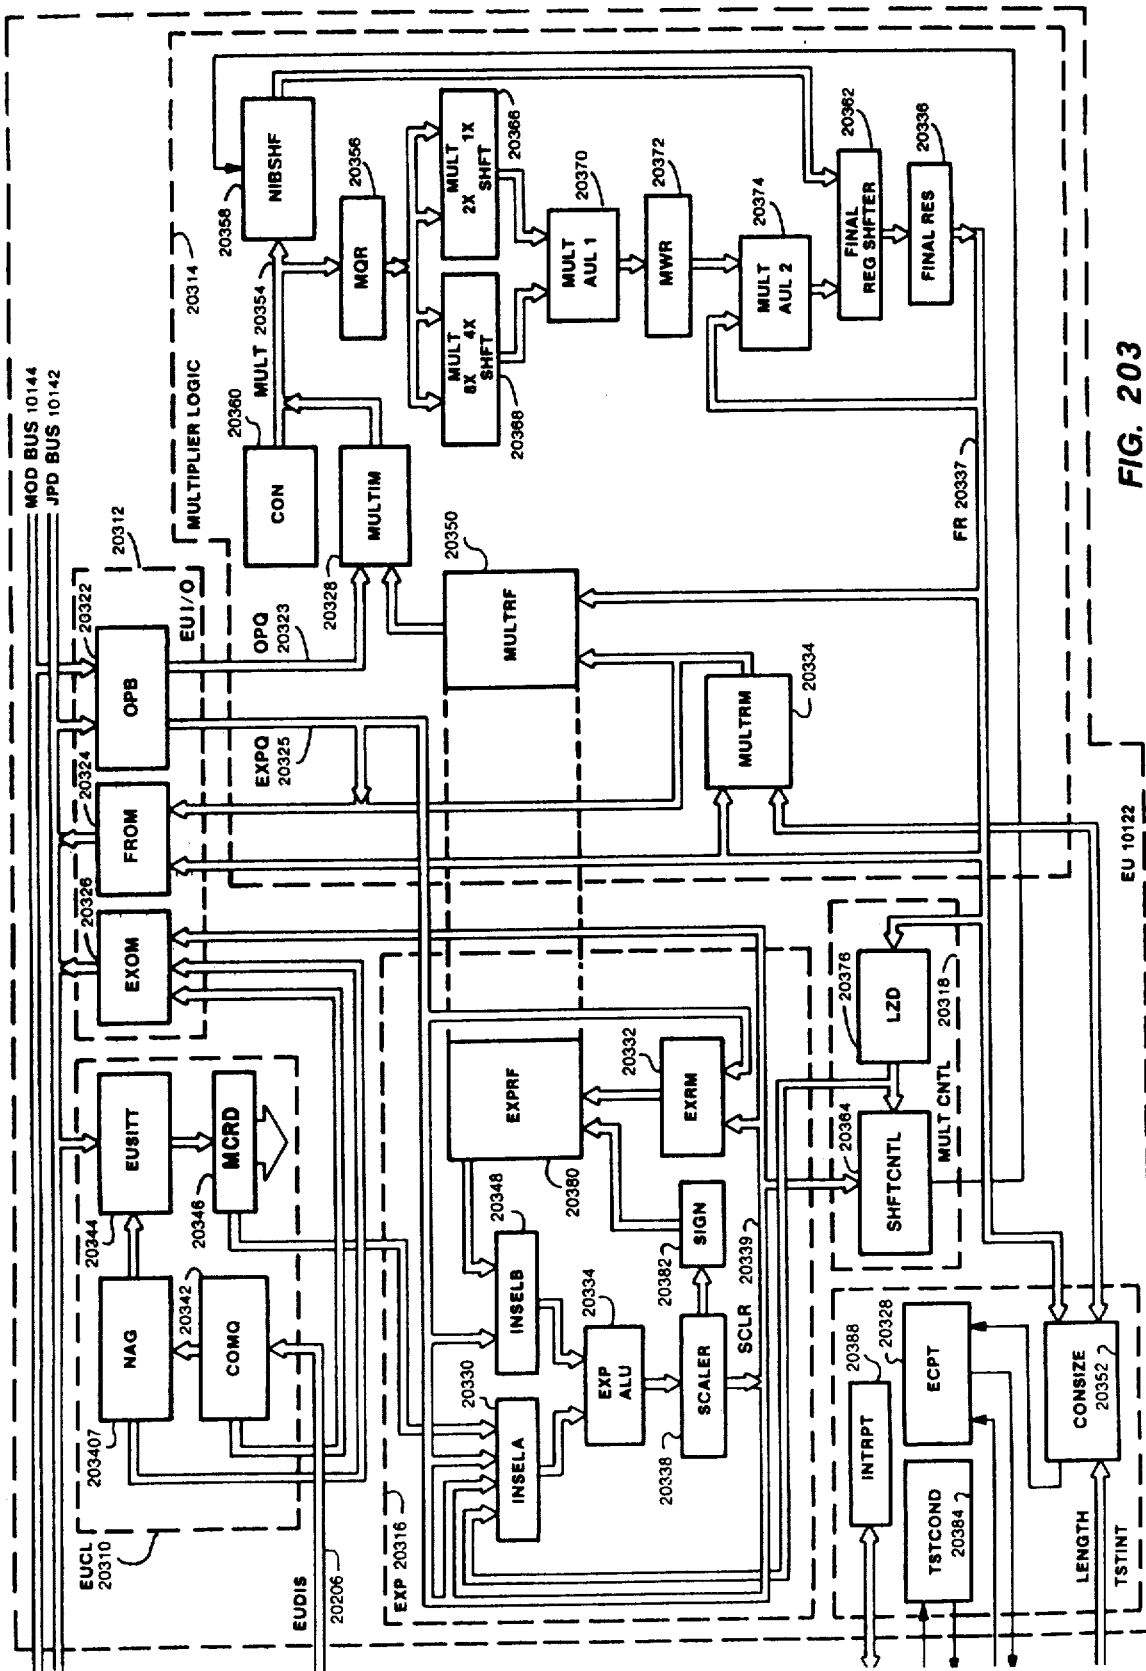 MOD BUS 10144
JPD BUS 10142
EUCL
20310
NAG
203407
EUSITT
20344
COMQ
20342
MCRD
20346
EUDIS
20206
20312
EU I/O
EXOM
20326
FROM
20324
OPB
20322
EXPQ
20325
OPQ
20323
MULTIPLIER LOGIC
20314
CON
20360
MULT 20354
NIBSHF
20358
MULTIM
20328
MQR
20356
MULT
8X 4X
SHFT
20368
MULT
2X 1X
SHFT
20366
MULT
AUL 1
20370
MWR
20372
MULT
AUL 2
20374
FINAL
REG SHFTER
20362
FINAL RES
20336
FR 20337
MULTRF
20350
MULTRM
20334
EXP 20316
INSELA
20330
INSELB
20348
EXPRF
20380
EXP
ALU
20334
SCALER
20338
SIGN
20382
EXRM
20332
SCLR 20339
SHFTCNTL
20364
LZD
20376
MULT CNTL
20318
INTRPT
20388
TSTCOND
20384
ECPT
20328
CONSIZE
20352
LENGTH
TSTINT
EU 10122
FIG. 203